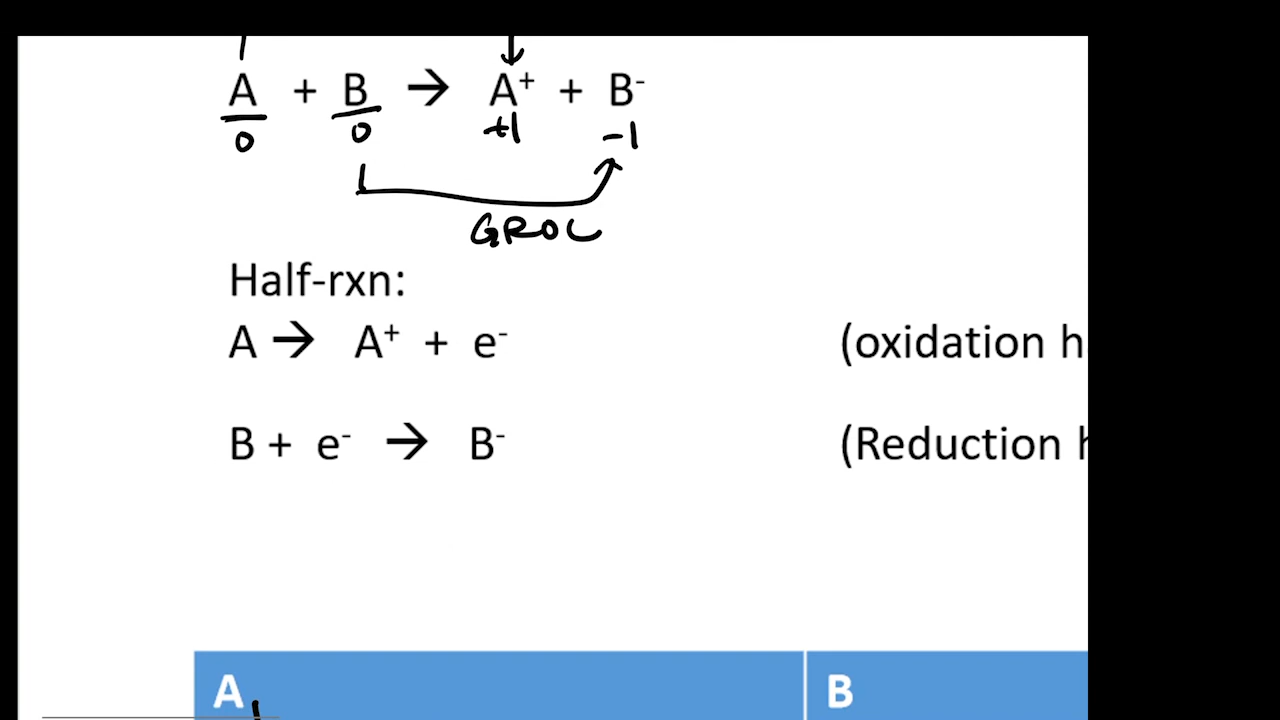 A + B → A⁺ + B⁻
0 0 +1 -1
GROL
Half-rxn:
A → A⁺ + e⁻ (oxidation h
B + e⁻ → B⁻ (Reduction h
A B